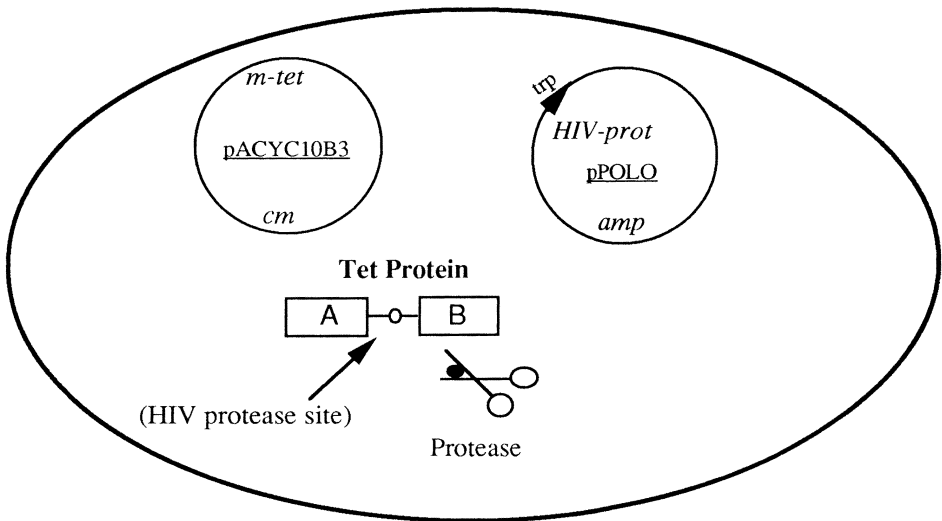 m-tet
pACYC10B3
cm
trp
HIV-prot
pPOLO
amp
Tet Protein
A
B
(HIV protease site)
Protease